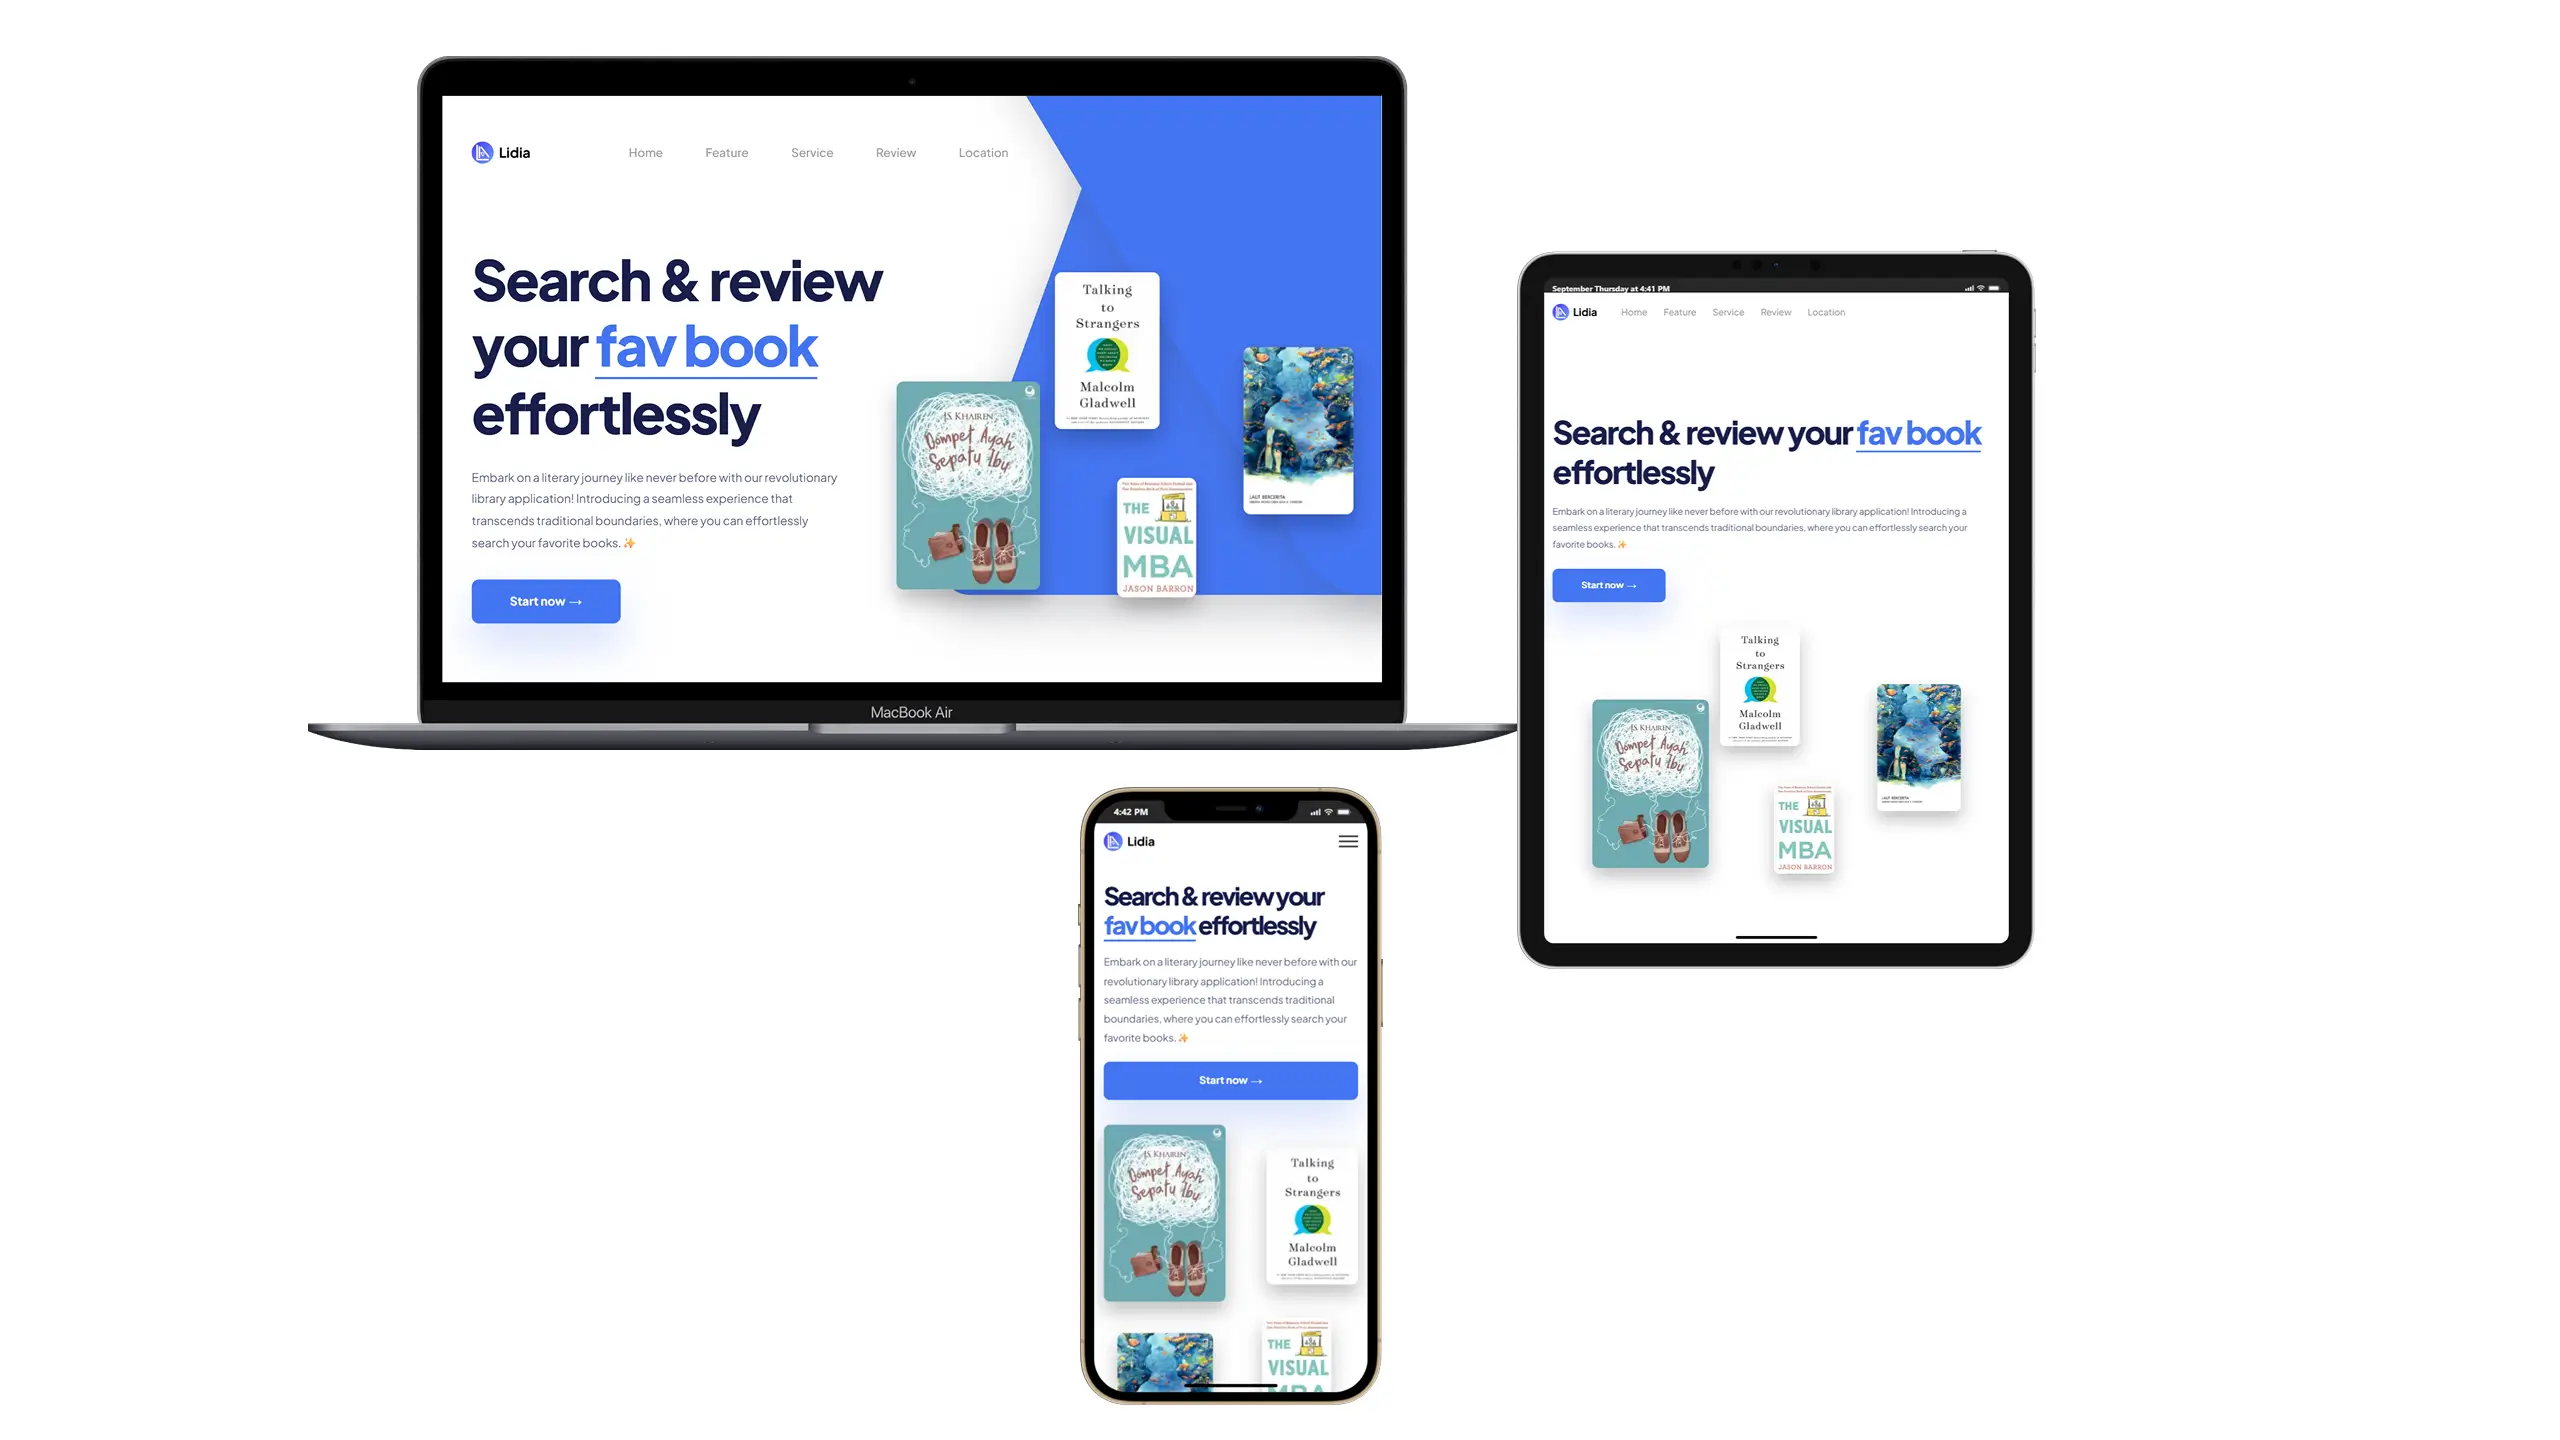 Lidia
Home Feature Service Review Location
Search & review
your fav book
effortlessly
Embark on a literary journey like never before with our revolutionary
library application! Introducing a seamless experience that
transcends traditional boundaries, where you can effortlessly
search your favorite books. ✨
Start now →
J.S. KHAIREN
Dompet Ayah
Sepatu Ibu
Talking
to
Strangers
Malcolm
Gladwell
THE
VISUAL
MBA
JASON BARRON
LAUT BERCERITA
MacBook Air
September Thursday at 4:41 PM
Lidia Home Feature Service Review Location
Search & review your fav book
effortlessly
Embark on a literary journey like never before with our revolutionary library application! Introducing a
seamless experience that transcends traditional boundaries, where you can effortlessly search your
favorite books. ✨
Start now →
Talking
to
Strangers
Malcolm
Gladwell
J.S. KHAIREN
Dompet Ayah
Sepatu Ibu
LAUT BERCERITA
THE
VISUAL
MBA
JASON BARRON
4:42 PM
Lidia
Search & review your
fav book effortlessly
Embark on a literary journey like never before with our
revolutionary library application! Introducing a
seamless experience that transcends traditional
boundaries, where you can effortlessly search your
favorite books. ✨
Start now →
J.S. KHAIREN
Dompet Ayah
Sepatu Ibu
Talking
to
Strangers
Malcolm
Gladwell
THE
VISUAL
MBA